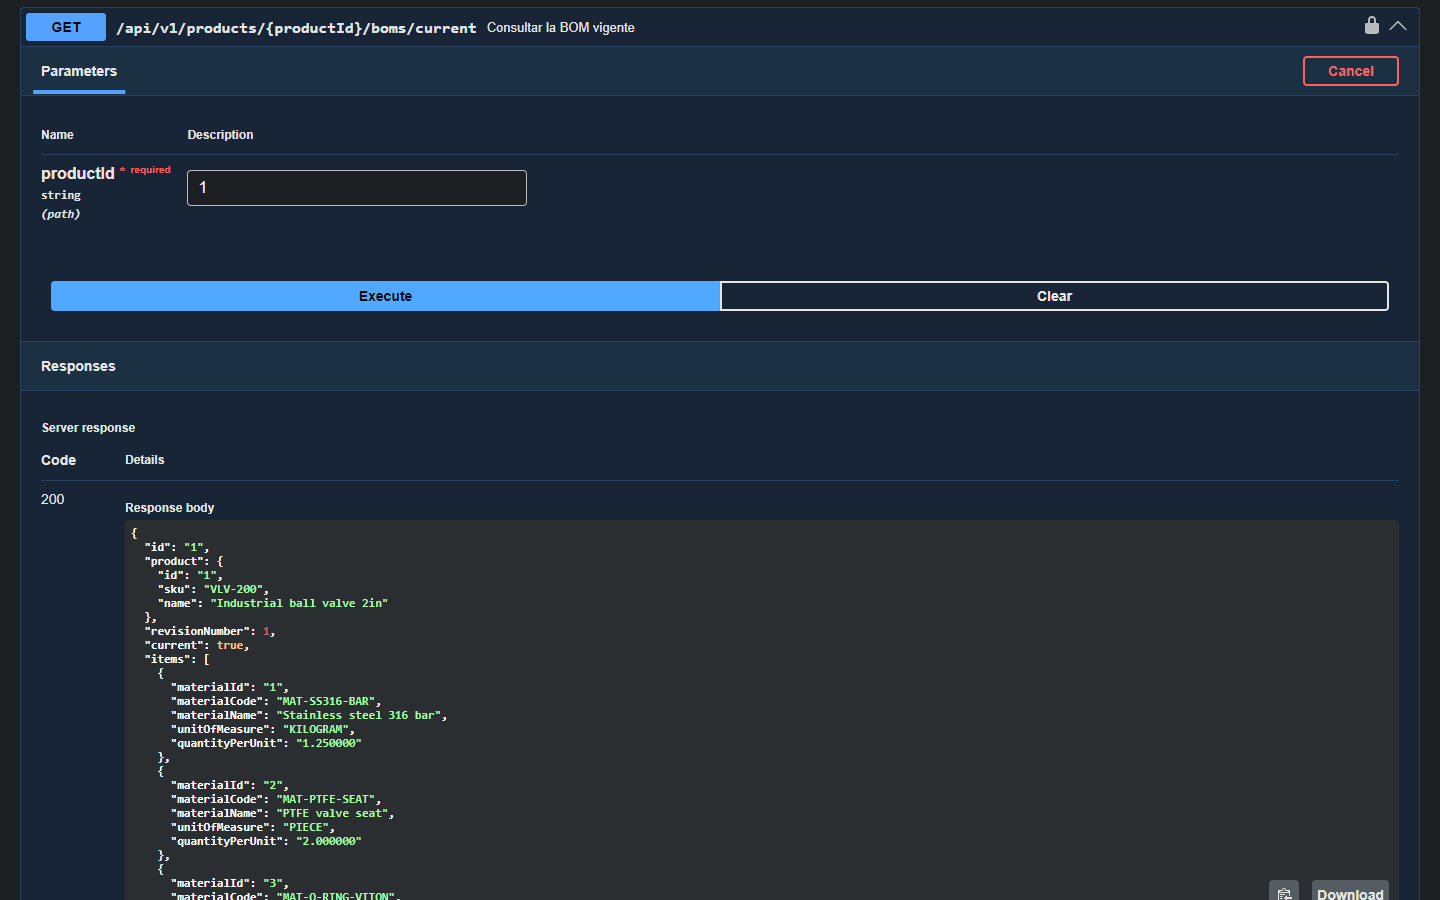 GET /api/v1/products/{productId}/boms/current Consultar la BOM vigente
Parameters
Cancel
Name Description
productId * required
string
(path)
1
Execute Clear
Responses
Server response
Code Details
200
Response body
{
  "id": "1",
  "product": {
    "id": "1",
    "sku": "VLV-200",
    "name": "Industrial ball valve 2in"
  },
  "revisionNumber": 1,
  "current": true,
  "items": [
    {
      "materialId": "1",
      "materialCode": "MAT-SS316-BAR",
      "materialName": "Stainless steel 316 bar",
      "unitOfMeasure": "KILOGRAM",
      "quantityPerUnit": "1.250000"
    },
    {
      "materialId": "2",
      "materialCode": "MAT-PTFE-SEAT",
      "materialName": "PTFE valve seat",
      "unitOfMeasure": "PIECE",
      "quantityPerUnit": "2.000000"
    },
    {
      "materialId": "3",
      "materialCode": "MAT-O-RING-VITON",
Download